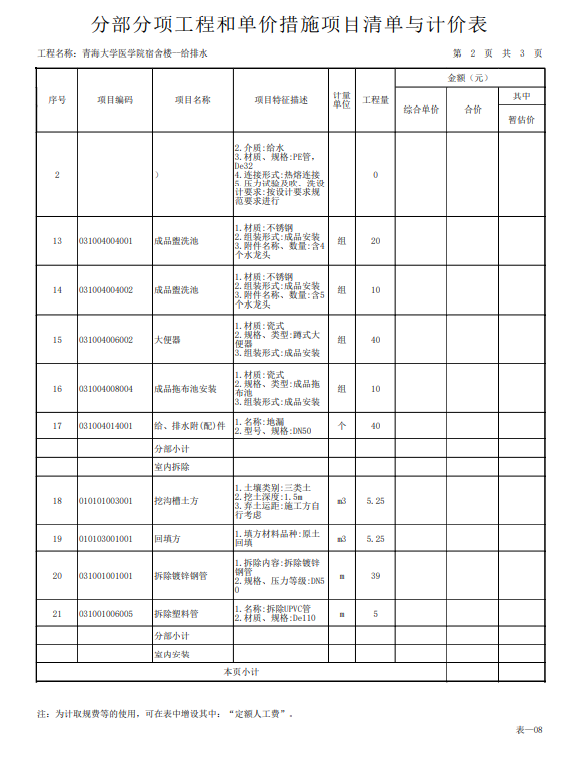 分部分项工程和单价措施项目清单与计价表
工程名称: 青海大学医学院宿舍楼—给排水 第 2 页 共 3 页
序号 项目编码 项目名称 项目特征描述 计量单位 工程量 金额（元）
综合单价 合价 其中
暂估价
2 ） 0
2.介质:给水
3.材质、规格:PE管,
De32
4.连接形式:热熔连接
5.压力试验及吹、洗设
计要求:按设计要求规
范要求进行
13 031004004001 成品盥洗池 组 20
1.材质:不锈钢
2.组装形式:成品安装
3.附件名称、数量:含4
个水龙头
14 031004004002 成品盥洗池 组 10
1.材质:不锈钢
2.组装形式:成品安装
3.附件名称、数量:含5
个水龙头
15 031004006002 大便器 组 40
1.材质:瓷式
2.规格、类型:蹲式大
便器
3.组装形式:成品安装
16 031004008004 成品拖布池安装 组 10
1.材质:瓷式
2.规格、类型:成品拖
布池
3.组装形式:成品安装
17 031004014001 给、排水附(配)件 个 40
1.名称:地漏
2.型号、规格:DN50
分部小计
室内拆除
18 010101003001 挖沟槽土方 m3 5.25
1.土壤类别:三类土
2.挖土深度:1.5m
3.弃土运距:施工方自
行考虑
19 010103001001 回填方 m3 5.25
1.填方材料品种:原土
回填
20 031001001001 拆除镀锌钢管 m 39
1.拆除内容:拆除镀锌
钢管
2.规格、压力等级:DN5
0
21 031001006005 拆除塑料管 m 5
1.名称:拆除UPVC管
2.材质、规格:De110
分部小计
室内安装
本页小计
注: 为计取规费等的使用, 可在表中增设其中: “定额人工费”.
表—08